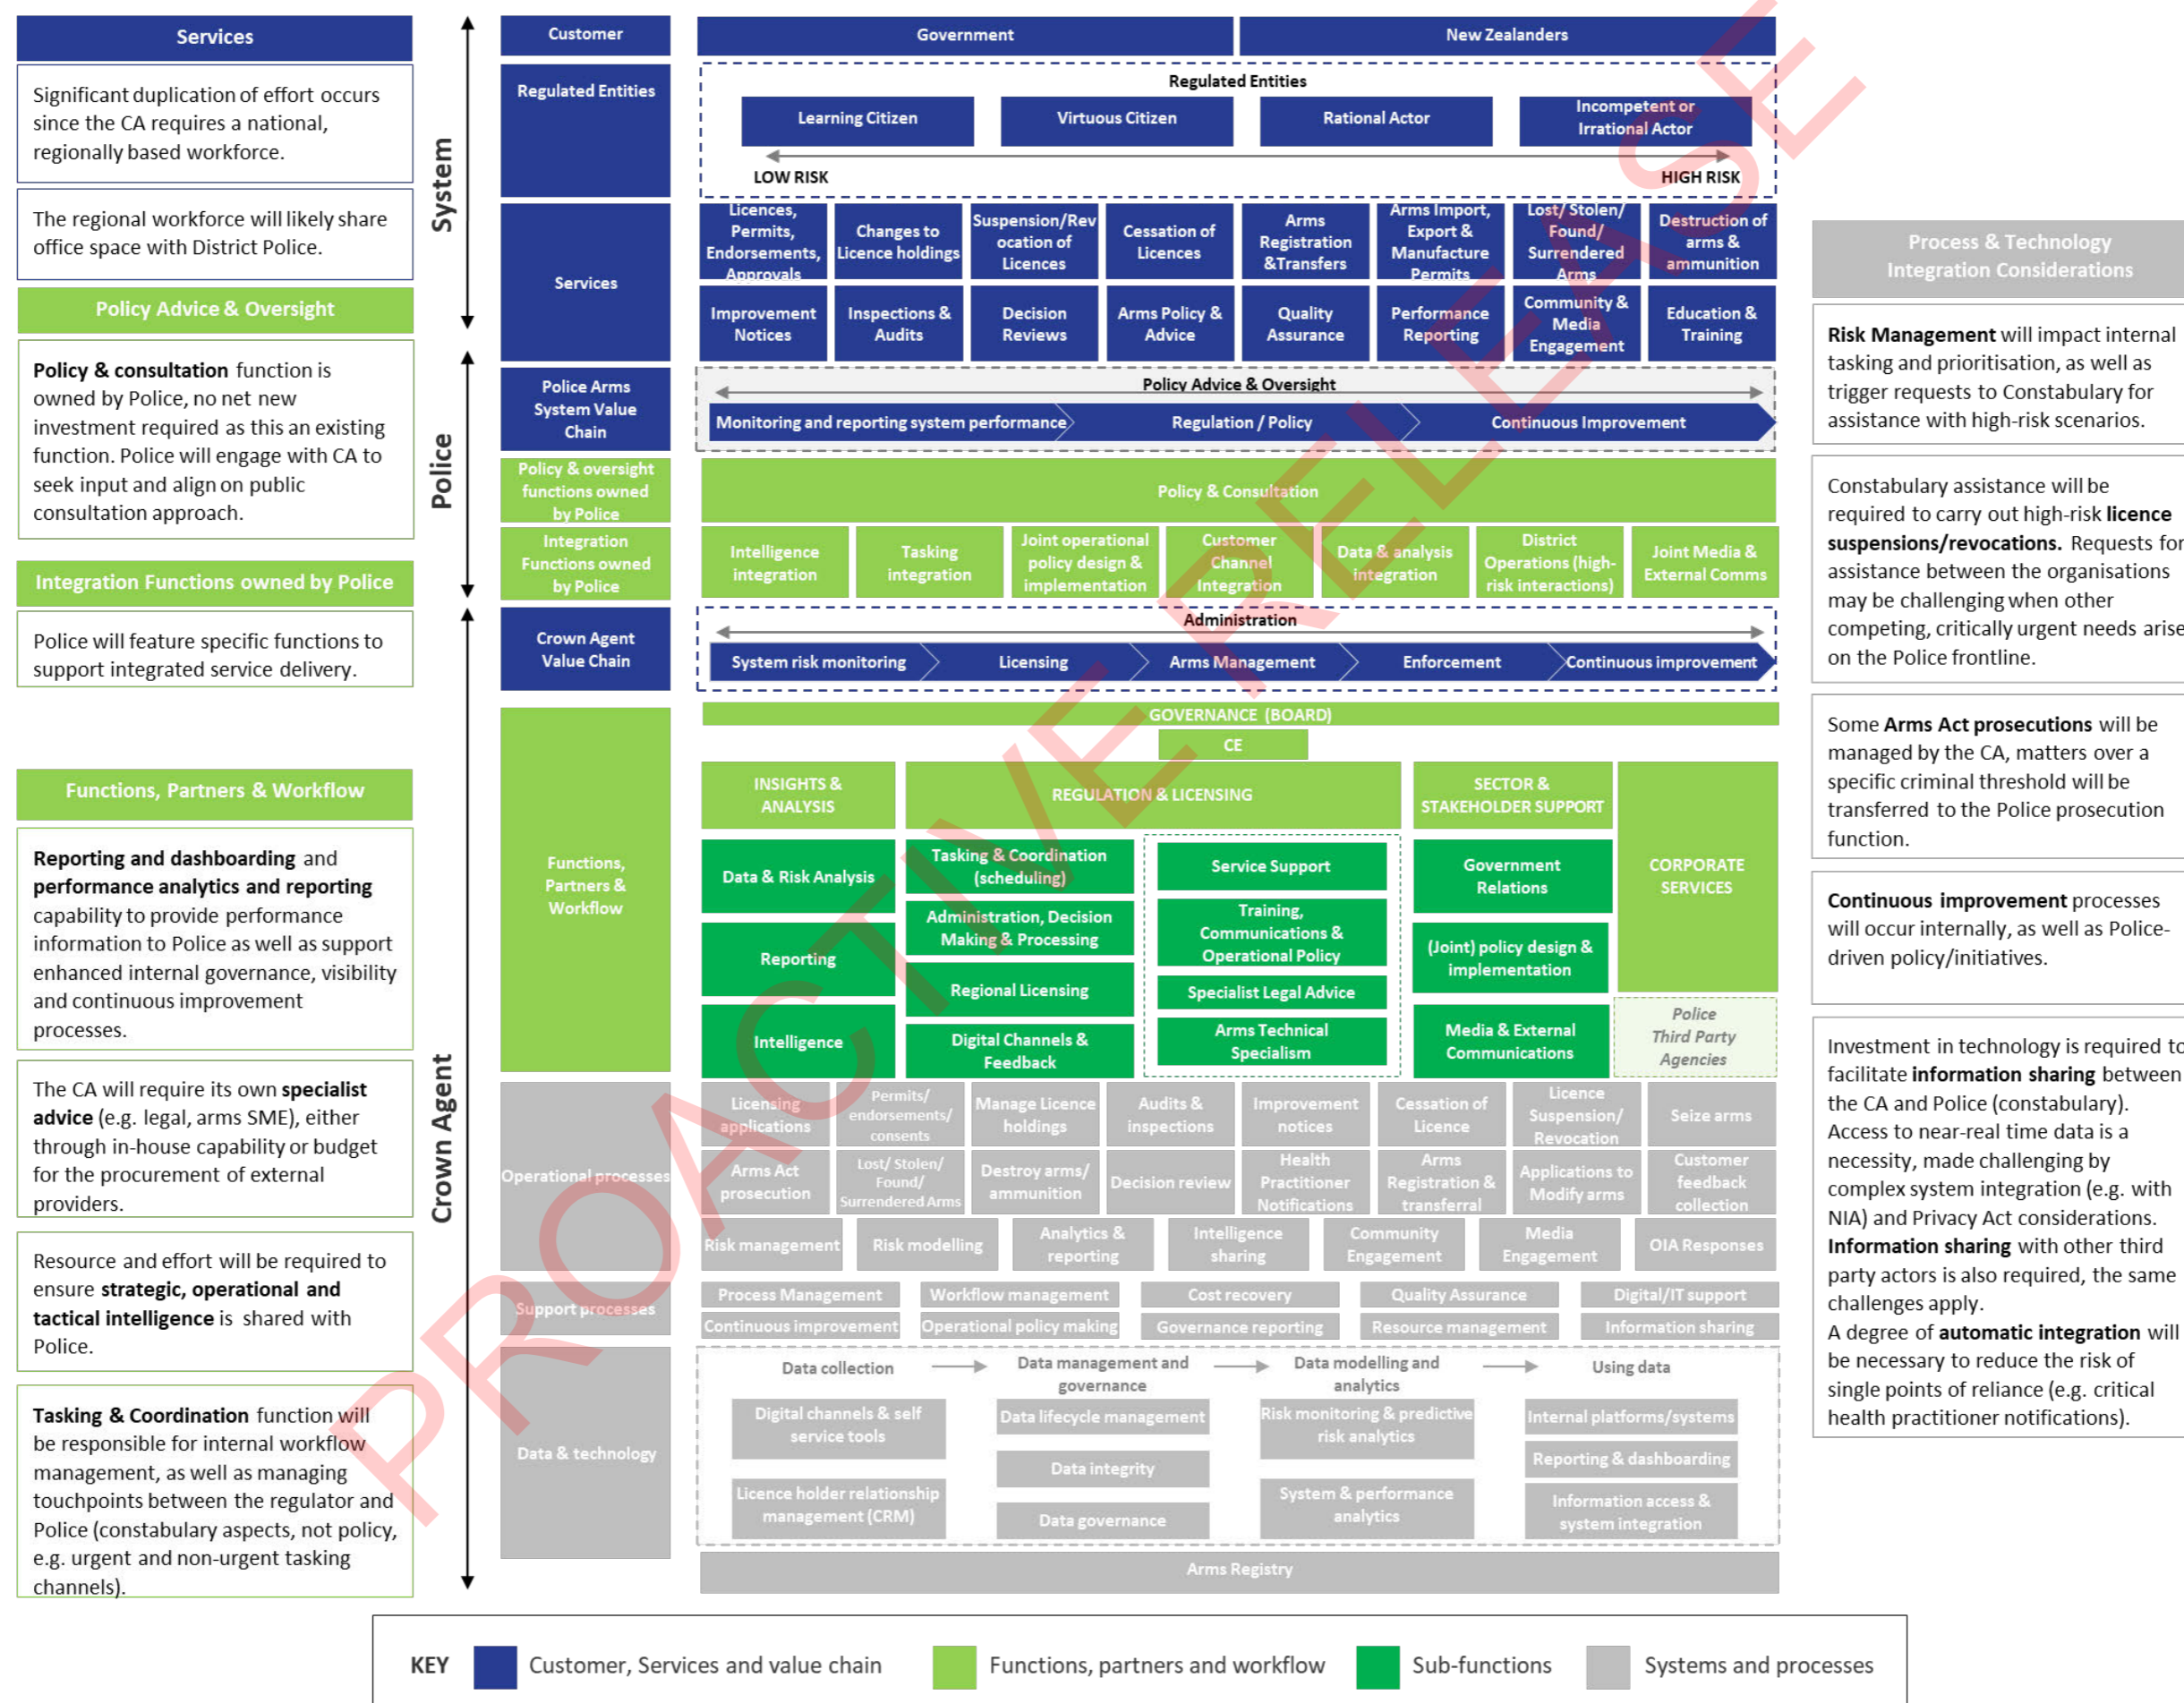 Services
Significant duplication of effort occurs
since the CA requires a national,
regionally based workforce.
The regional workforce will likely share
office space with District Police.
Policy Advice & Oversight
Policy & consultation function is
owned by Police, no net new
investment required as this an existing
function. Police will engage with CA to
seek input and align on public
consultation approach.
Integration Functions owned by Police
Police will feature specific functions to
support integrated service delivery.
Functions, Partners & Workflow
Reporting and dashboarding and
performance analytics and reporting
capability to provide performance
information to Police as well as support
enhanced internal governance, visibility
and continuous improvement
processes.
The CA will require its own specialist
advice (e.g. legal, arms SME), either
through in-house capability or budget
for the procurement of external
providers.
Resource and effort will be required to
ensure strategic, operational and
tactical intelligence is shared with
Police.
Tasking & Coordination function will
be responsible for internal workflow
management, as well as managing
touchpoints between the regulator and
Police (constabulary aspects, not policy,
e.g. urgent and non-urgent tasking
channels).
System
Police
Crown Agent
Customer
Government
New Zealanders
Regulated Entities
Regulated Entities
Learning Citizen
Virtuous Citizen
Rational Actor
Incompetent or
Irrational Actor
LOW RISK
HIGH RISK
Services
Licences,
Permits,
Endorsements,
Approvals
Changes to
Licence holdings
Suspension/Rev
ocation of
Licences
Cessation of
Licences
Arms
Registration
&Transfers
Arms Import,
Export &
Manufacture
Permits
Lost/ Stolen/
Found/
Surrendered
Arms
Destruction of
arms &
ammunition
Improvement
Notices
Inspections &
Audits
Decision
Reviews
Arms Policy &
Advice
Quality
Assurance
Performance
Reporting
Community &
Media
Engagement
Education &
Training
Police Arms
System Value
Chain
Policy Advice & Oversight
Monitoring and reporting system performance
Regulation / Policy
Continuous Improvement
Policy & oversight
functions owned
by Police
Policy & Consultation
Integration
Functions owned
by Police
Intelligence
integration
Tasking
integration
Joint operational
policy design &
implementation
Customer
Channel
Integration
Data & analysis
integration
District
Operations (high-
risk interactions)
Joint Media &
External Comms
Crown Agent
Value Chain
Administration
System risk monitoring
Licensing
Arms Management
Enforcement
Continuous improvement
Functions,
Partners &
Workflow
GOVERNANCE (BOARD)
CE
INSIGHTS &
ANALYSIS
REGULATION & LICENSING
SECTOR &
STAKEHOLDER SUPPORT
CORPORATE
SERVICES
Data & Risk Analysis
Reporting
Intelligence
Tasking & Coordination
(scheduling)
Administration, Decision
Making & Processing
Regional Licensing
Digital Channels &
Feedback
Service Support
Training,
Communications &
Operational Policy
Specialist Legal Advice
Arms Technical
Specialism
Government
Relations
(Joint) policy design &
implementation
Media & External
Communications
Police
Third Party
Agencies
Operational processes
Licensing
applications
Permits/
endorsements/
consents
Manage Licence
holdings
Audits &
inspections
Improvement
notices
Cessation of
Licence
Licence
Suspension/
Revocation
Seize arms
Arms Act
prosecution
Lost/ Stolen/
Found/
Surrendered Arms
Destroy arms/
ammunition
Decision review
Health
Practitioner
Notifications
Arms
Registration &
transferral
Applications to
Modify arms
Customer
feedback
collection
Risk management
Risk modelling
Analytics &
reporting
Intelligence
sharing
Community
Engagement
Media
Engagement
OIA Responses
Support processes
Process Management
Workflow management
Cost recovery
Quality Assurance
Digital/IT support
Continuous improvement
Operational policy making
Governance reporting
Resource management
Information sharing
Data & technology
Data collection
Data management and
governance
Data modelling and
analytics
Using data
Digital channels & self
service tools
Licence holder relationship
management (CRM)
Data lifecycle management
Data integrity
Data governance
Risk monitoring & predictive
risk analytics
System & performance
analytics
Internal platforms/systems
Reporting & dashboarding
Information access &
system integration
Arms Registry
Process & Technology
Integration Considerations
Risk Management will impact internal
tasking and prioritisation, as well as
trigger requests to Constabulary for
assistance with high-risk scenarios.
Constabulary assistance will be
required to carry out high-risk licence
suspensions/revocations. Requests for
assistance between the organisations
may be challenging when other
competing, critically urgent needs arise
on the Police frontline.
Some Arms Act prosecutions will be
managed by the CA, matters over a
specific criminal threshold will be
transferred to the Police prosecution
function.
Continuous improvement processes
will occur internally, as well as Police-
driven policy/initiatives.
Investment in technology is required to
facilitate information sharing between
the CA and Police (constabulary).
Access to near-real time data is a
necessity, made challenging by
complex system integration (e.g. with
NIA) and Privacy Act considerations.
Information sharing with other third
party actors is also required, the same
challenges apply.
A degree of automatic integration will
be necessary to reduce the risk of
single points of reliance (e.g. critical
health practitioner notifications).
KEY
Customer, Services and value chain
Functions, partners and workflow
Sub-functions
Systems and processes
PROACTIVE RELEASE